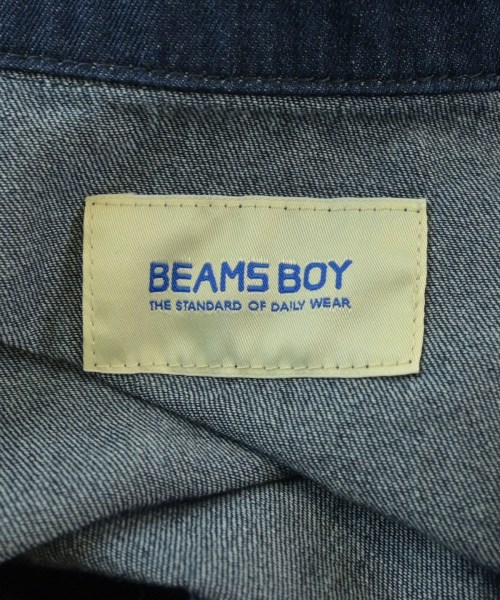 BEAMS BOY
THE STANDARD OF DAILY WEAR